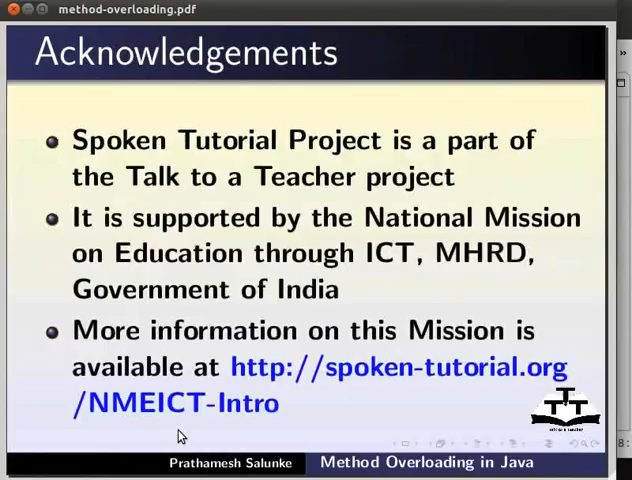 method-overloading.pdf
Acknowledgements
Spoken Tutorial Project is a part of
the Talk to a Teacher project
It is supported by the National Mission
on Education through ICT, MHRD,
Government of India
More information on this Mission is
available at http://spoken-tutorial.org
/NMEICT-Intro
Prathamesh Salunke Method Overloading in Java